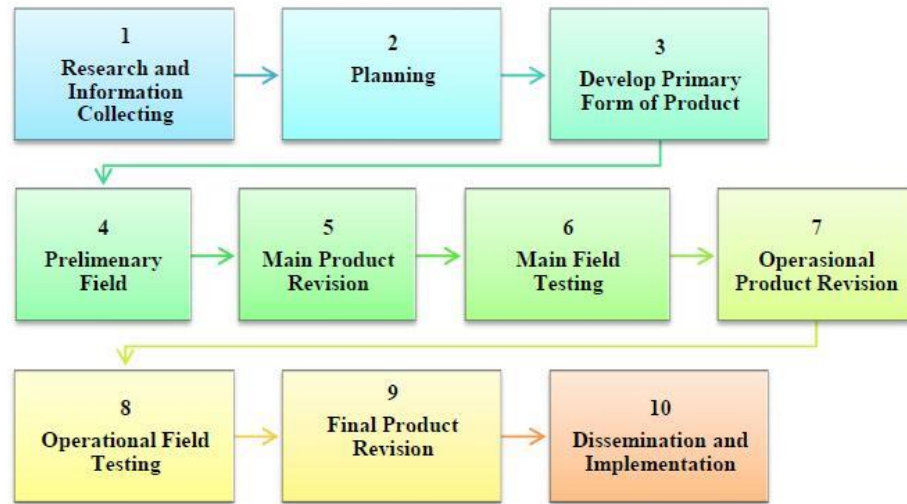 1
Research and
Information
Collecting
2
Planning
3
Develop Primary
Form of Product
4
Prelimenary
Field
5
Main Product
Revision
6
Main Field
Testing
7
Operasional
Product Revision
8
Operational Field
Testing
9
Final Product
Revision
10
Dissemination and
Implementation